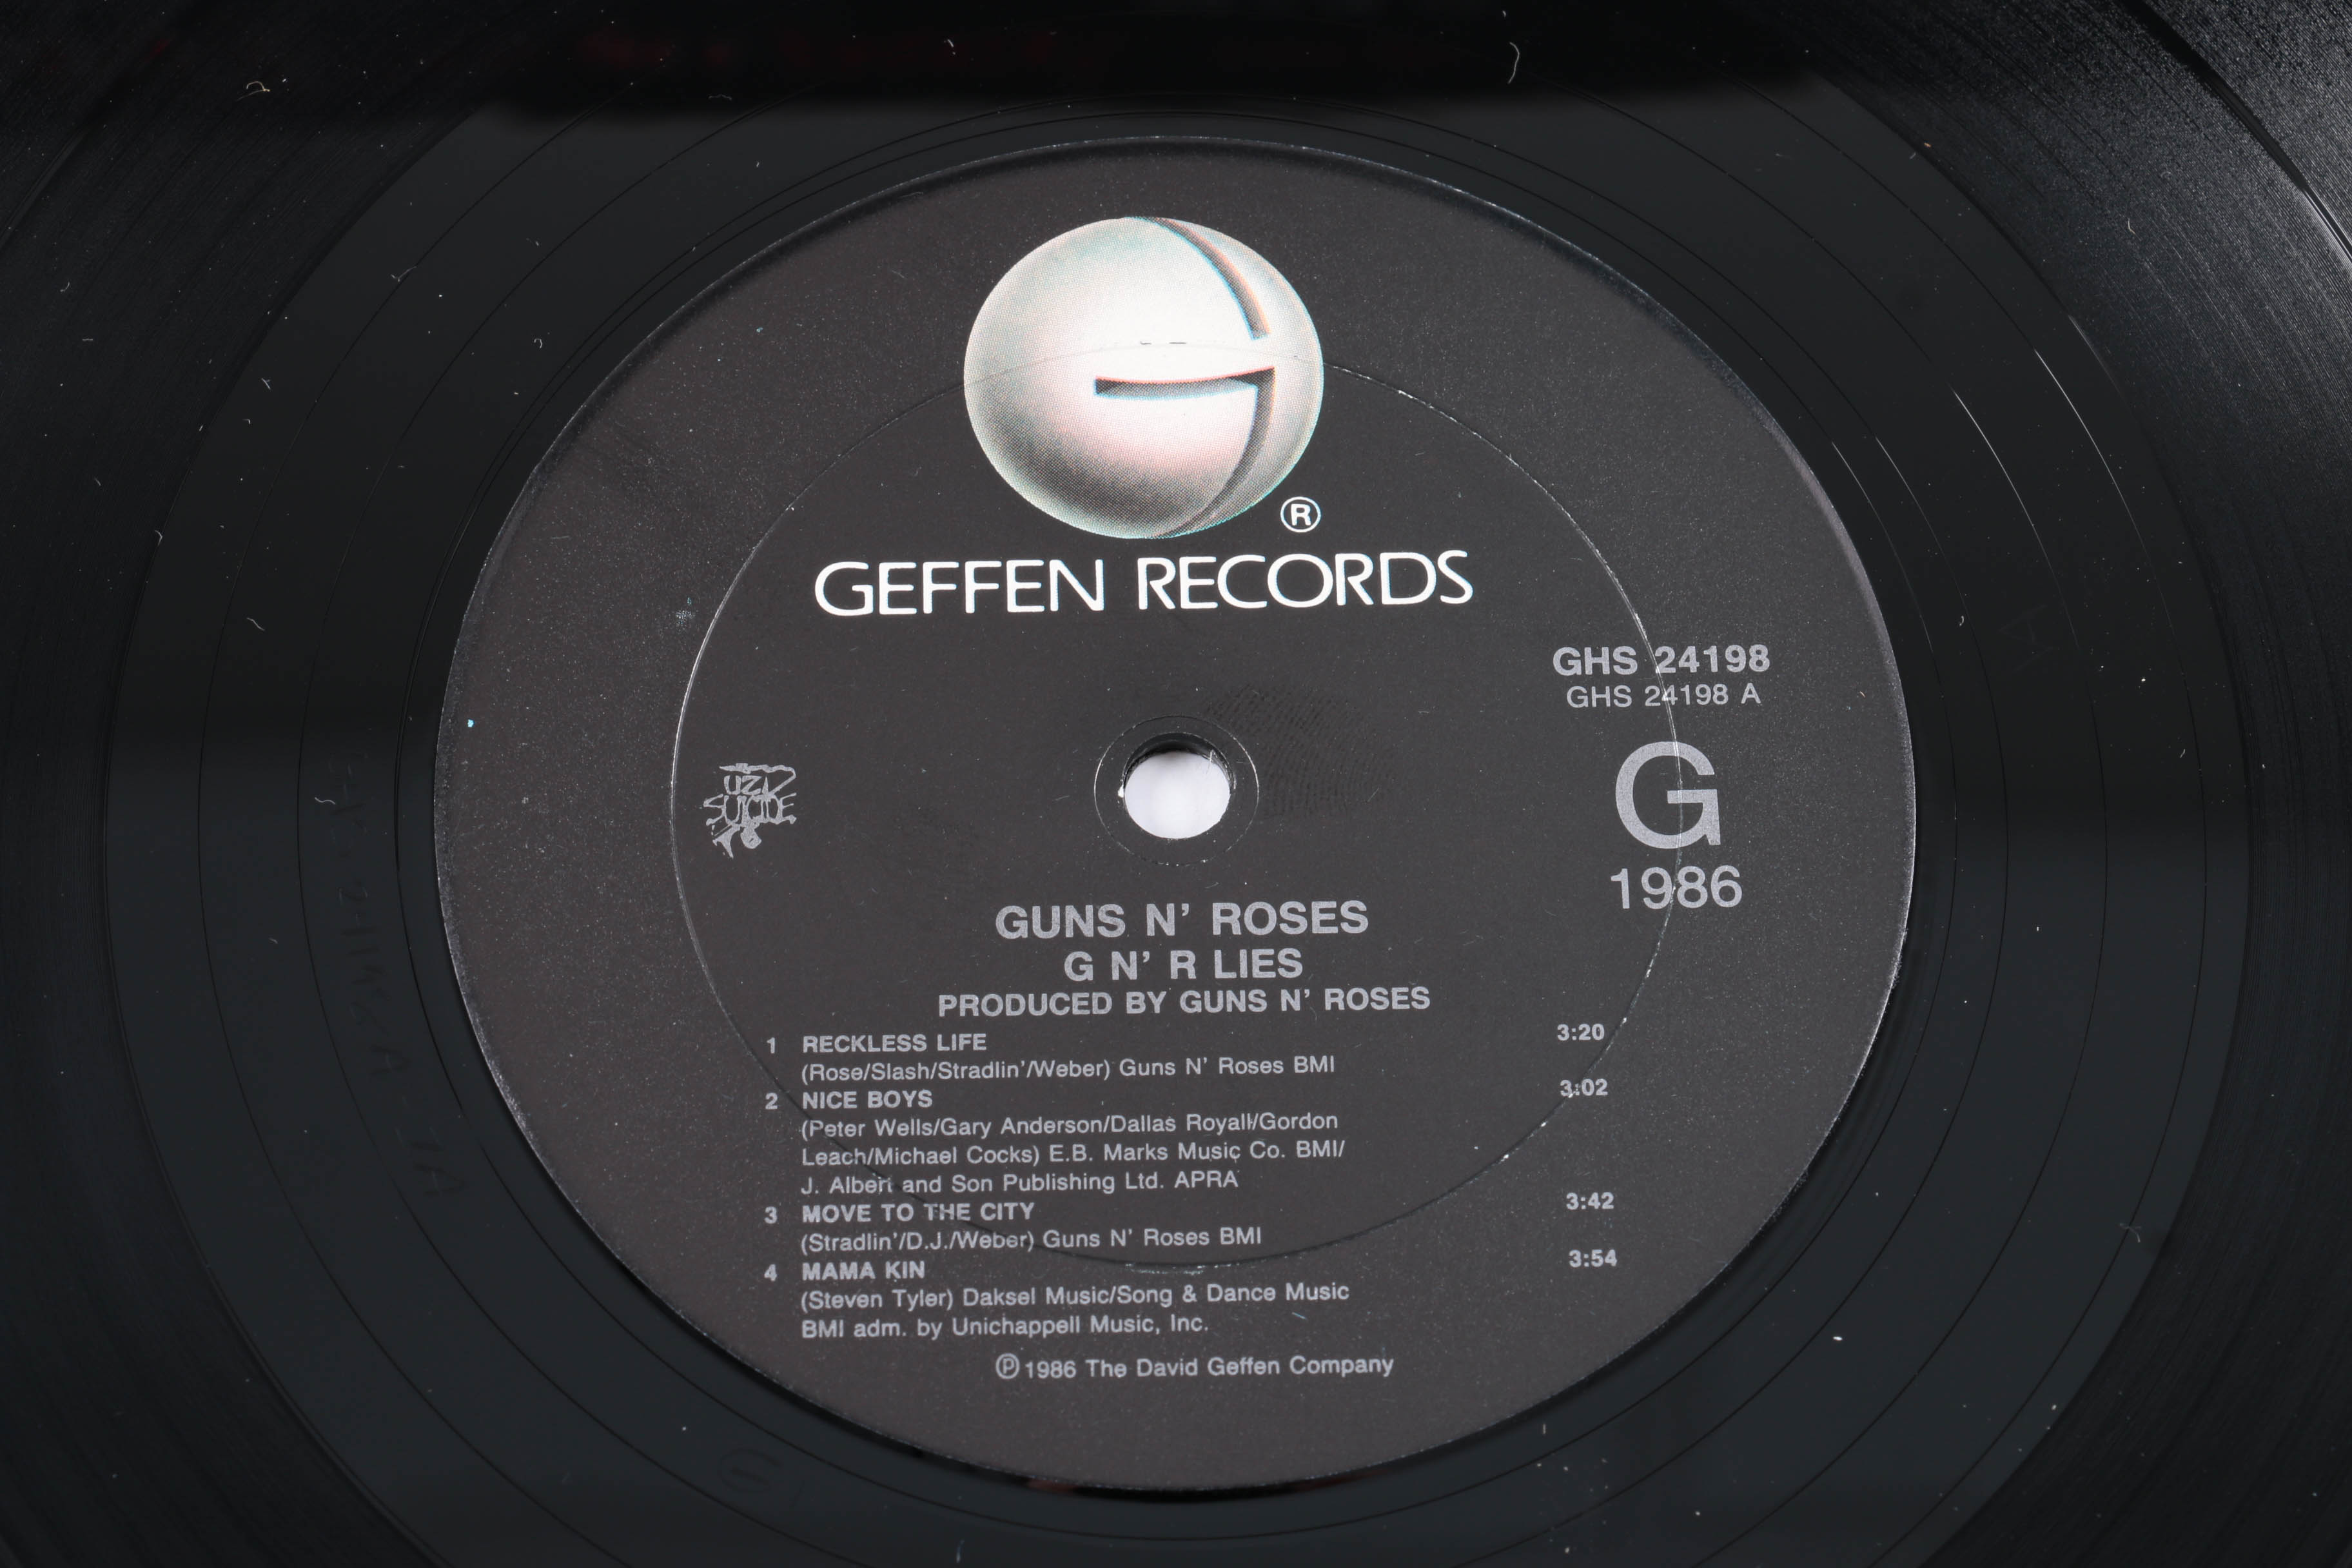 ®
GEFFEN RECORDS
GHS 24198
GHS 24198 A
G
1986
GUNS N' ROSES
G N' R LIES
PRODUCED BY GUNS N' ROSES
1 RECKLESS LIFE 3:20
(Rose/Slash/Stradlin'/Weber) Guns N' Roses BMI
2 NICE BOYS 3:02
(Peter Wells/Gary Anderson/Dallas Royall/Gordon
Leach/Michael Cocks) E.B. Marks Music Co. BMI/
J. Albert and Son Publishing Ltd. APRA
3 MOVE TO THE CITY 3:42
(Stradlin'/D.J./Weber) Guns N' Roses BMI
4 MAMA KIN 3:54
(Steven Tyler) Daksel Music/Song & Dance Music
BMI adm. by Unichappell Music, Inc.
℗ 1986 The David Geffen Company